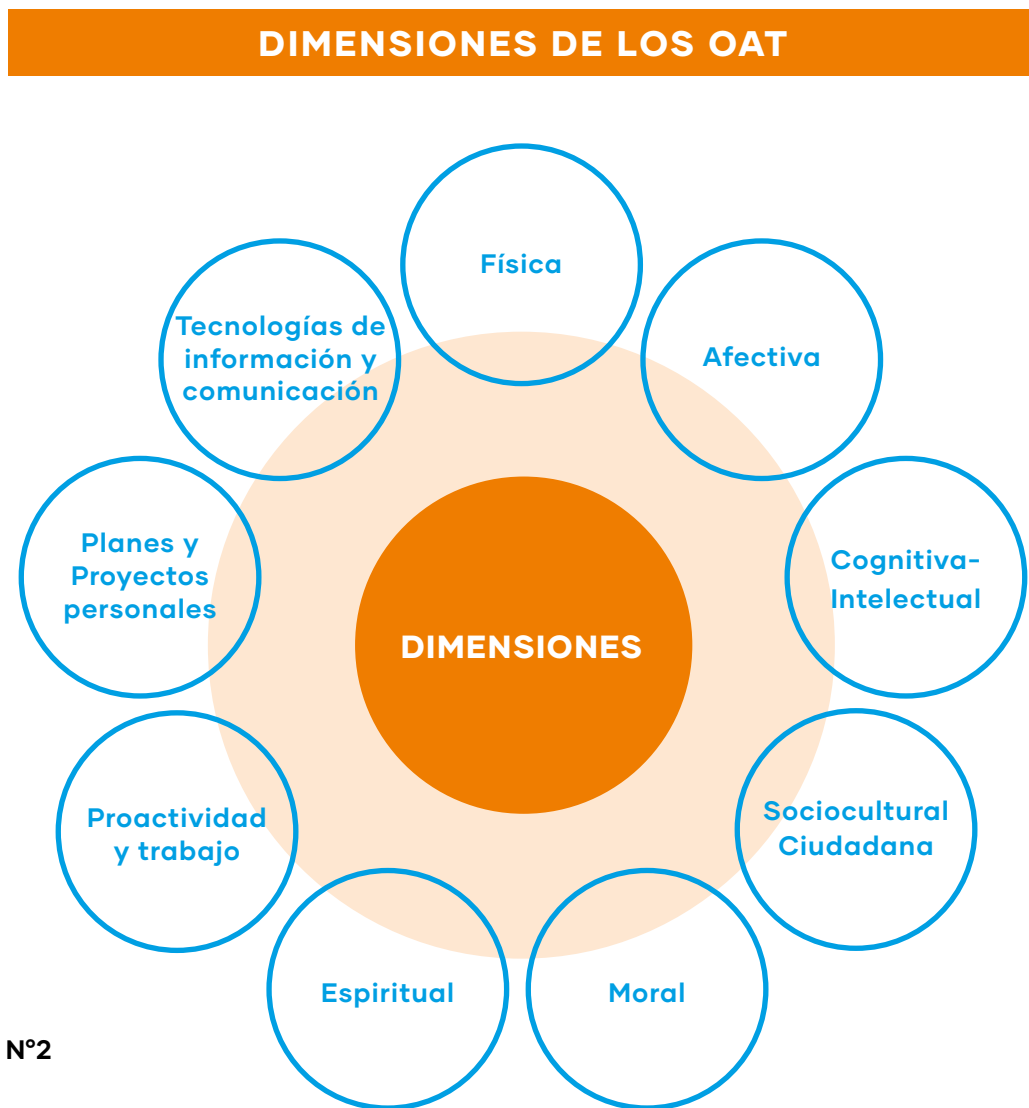 DIMENSIONES DE LOS OAT
Física
Afectiva
Cognitiva-
Intelectual
Sociocultural
Ciudadana
Moral
Espiritual
Proactividad
y trabajo
Planes y
Proyectos
personales
Tecnologías de
información y
comunicación
DIMENSIONES
N°2